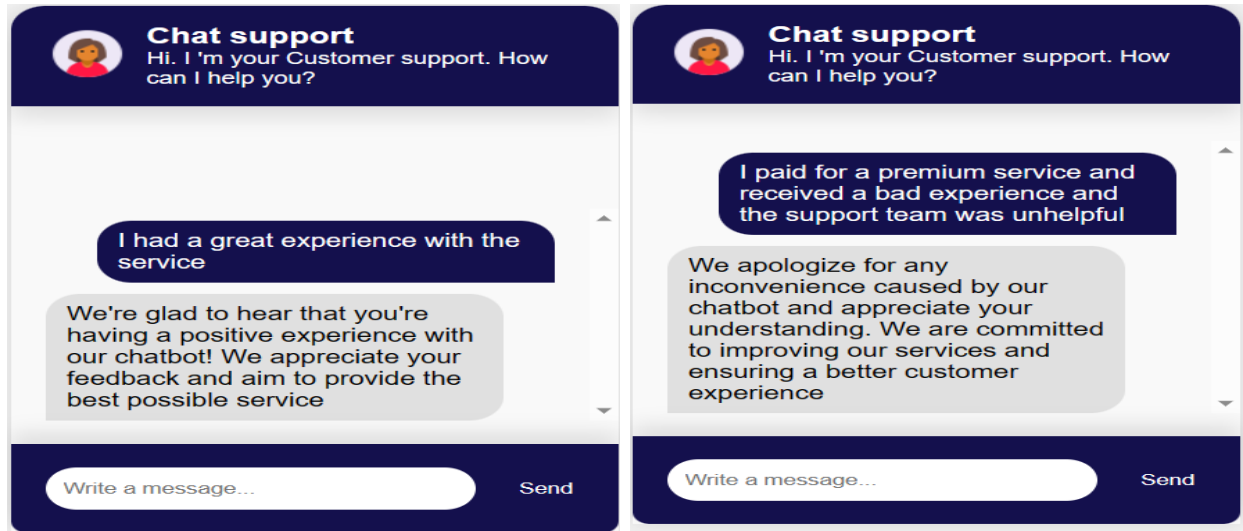 Chat support
Hi. I 'm your Customer support. How
can I help you?
I had a great experience with the
service
We're glad to hear that you're
having a positive experience with
our chatbot! We appreciate your
feedback and aim to provide the
best possible service
Write a message...
Send
Chat support
Hi. I 'm your Customer support. How
can I help you?
I paid for a premium service and
received a bad experience and
the support team was unhelpful
We apologize for any
inconvenience caused by our
chatbot and appreciate your
understanding. We are committed
to improving our services and
ensuring a better customer
experience
Write a message...
Send